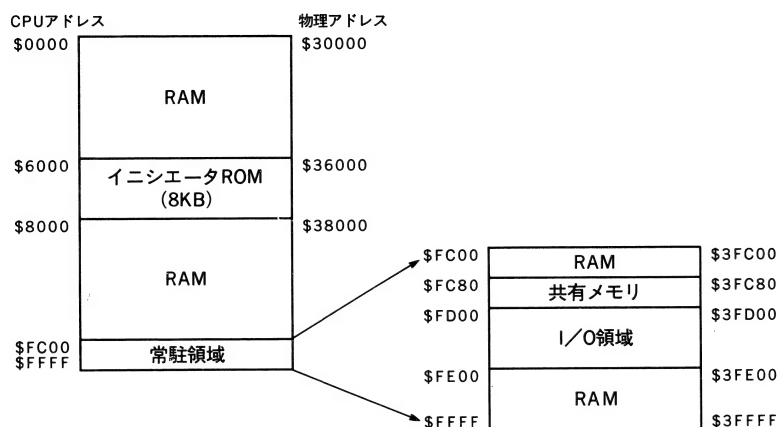 CPUアドレス
物理アドレス
$0000
$30000
RAM
$6000
$36000
イニシエータROM
(8KB)
$8000
$38000
RAM
$FC00
$FFFF
常駐領域
$FC00
$3FC00
RAM
$FC80
$3FC80
共有メモリ
$FD00
$3FD00
I／O領域
$FE00
$3FE00
RAM
$FFFF
$3FFFF